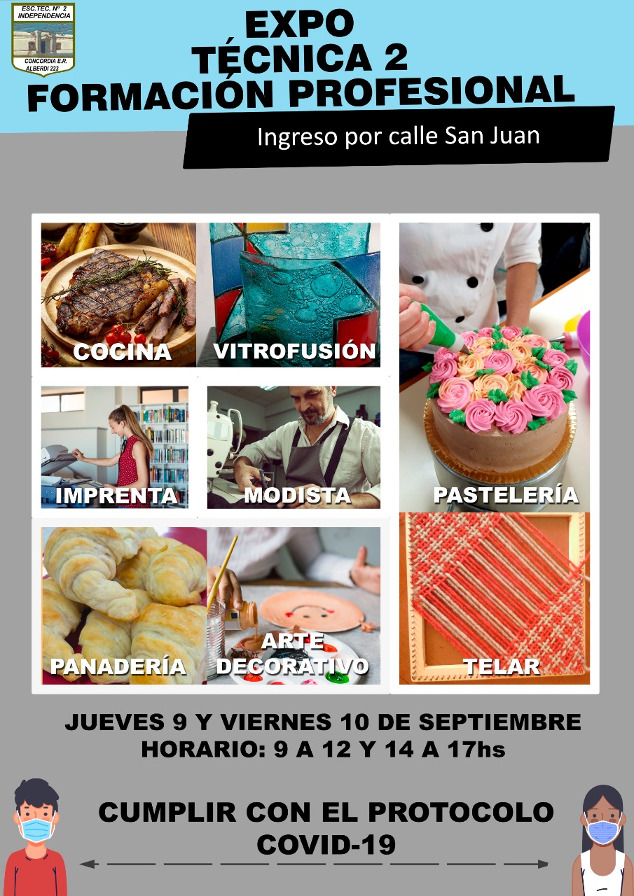 ESC.TEC. Nº 2
INDEPENDENCIA
CONCORDIA E.R.
ALBERDI 223
EXPO
TÉCNICA 2
FORMACIÓN PROFESIONAL
Ingreso por calle San Juan
COCINA
VITROFUSIÓN
PASTELERÍA
IMPRENTA
MODISTA
PANADERÍA
ARTE
DECORATIVO
TELAR
JUEVES 9 Y VIERNES 10 DE SEPTIEMBRE
HORARIO: 9 A 12 Y 14 A 17hs
CUMPLIR CON EL PROTOCOLO
COVID-19